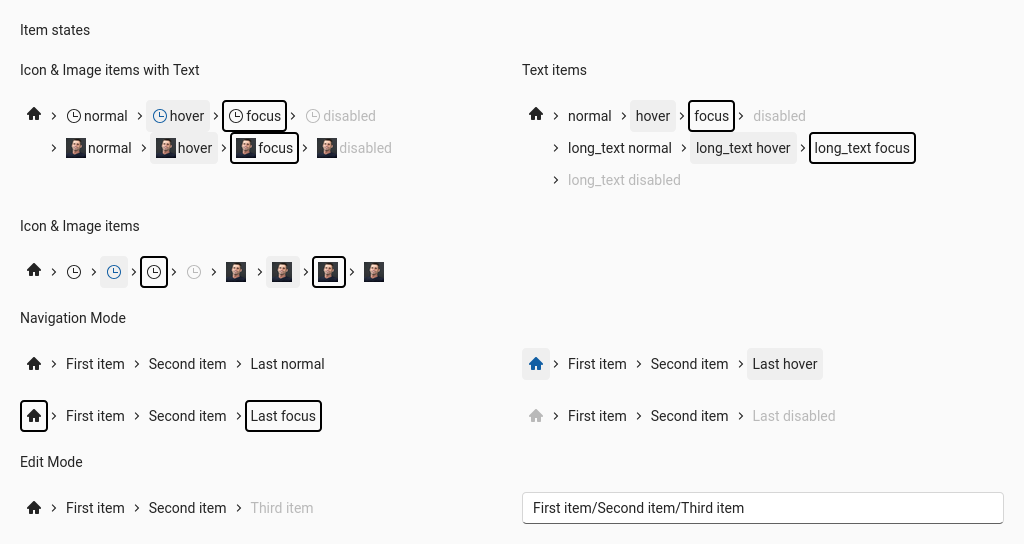 Item states
Icon & Image items with Text
Text items
normal hover focus disabled
normal hover focus disabled
normal hover focus disabled
long_text normal long_text hover long_text focus
long_text disabled
Icon & Image items
Navigation Mode
First item Second item Last normal
First item Second item Last hover
First item Second item Last focus
First item Second item Last disabled
Edit Mode
First item Second item Third item
First item/Second item/Third item